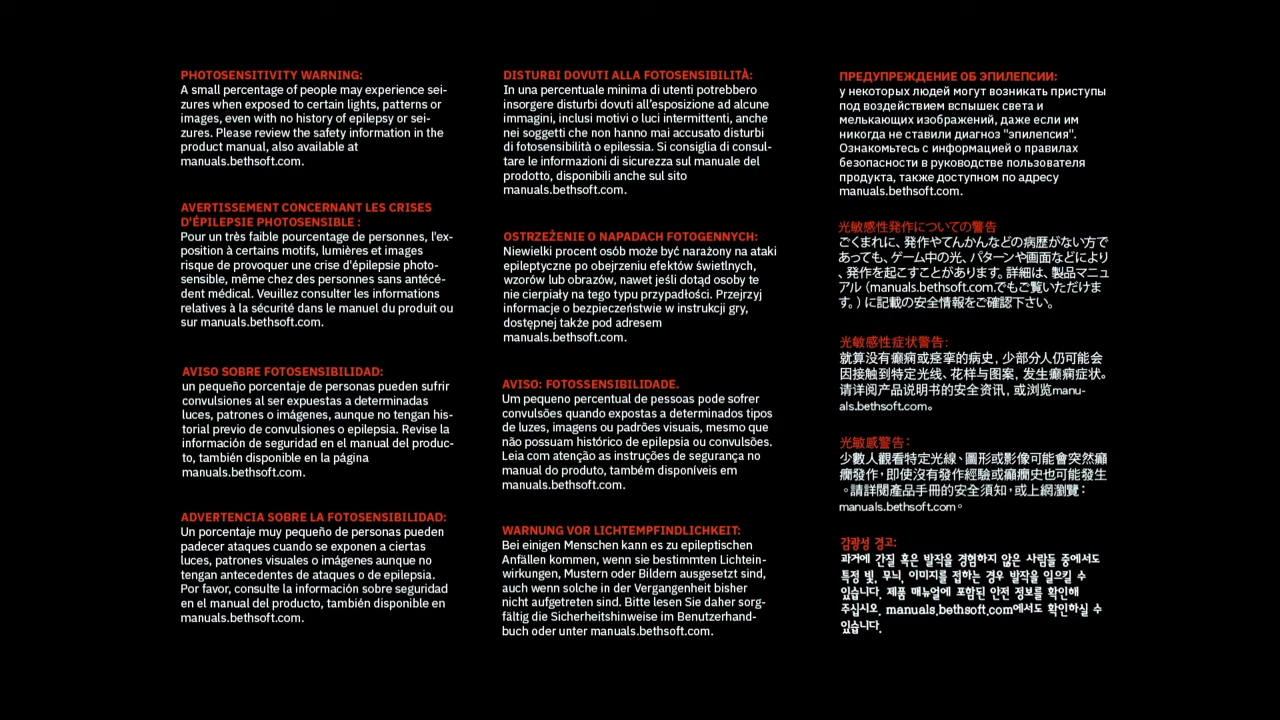 PHOTOSENSITIVITY WARNING:
A small percentage of people may experience sei-
zures when exposed to certain lights, patterns or
images, even with no history of epilepsy or sei-
zures. Please review the safety information in the
product manual, also available at
manuals.bethsoft.com.
AVERTISSEMENT CONCERNANT LES CRISES
D'ÉPILEPSIE PHOTOSENSIBLE :
Pour un très faible pourcentage de personnes, l'ex-
position à certains motifs, lumières et images
risque de provoquer une crise d'épilepsie photo-
sensible, même chez des personnes sans antécé-
dent médical. Veuillez consulter les informations
relatives à la sécurité dans le manuel du produit ou
sur manuals.bethsoft.com.
AVISO SOBRE FOTOSENSIBILIDAD:
un pequeño porcentaje de personas pueden sufrir
convulsiones al ser expuestas a determinadas
luces, patrones o imágenes, aunque no tengan his-
torial previo de convulsiones o epilepsia. Revise la
información de seguridad en el manual del produc-
to, también disponible en la página
manuals.bethsoft.com.
ADVERTENCIA SOBRE LA FOTOSENSIBILIDAD:
Un porcentaje muy pequeño de personas pueden
padecer ataques cuando se exponen a ciertas
luces, patrones visuales o imágenes aunque no
tengan antecedentes de ataques o de epilepsia.
Por favor, consulte la información sobre seguridad
en el manual del producto, también disponible en
manuals.bethsoft.com.
DISTURBI DOVUTI ALLA FOTOSENSIBILITÀ:
In una percentuale minima di utenti potrebbero
insorgere disturbi dovuti all'esposizione ad alcune
immagini, inclusi motivi o luci intermittenti, anche
nei soggetti che non hanno mai accusato disturbi
di fotosensibilità o epilessia. Si consiglia di consul-
tare le informazioni di sicurezza sul manuale del
prodotto, disponibili anche sul sito
manuals.bethsoft.com.
OSTRZEŻENIE O NAPADACH FOTOGENNYCH:
Niewielki procent osób może być narażony na ataki
epileptyczne po obejrzeniu efektów świetlnych,
wzorów lub obrazów, nawet jeśli dotąd osoby te
nie cierpiały na tego typu przypadłości. Przejrzyj
informacje o bezpieczeństwie w instrukcji gry,
dostępnej także pod adresem
manuals.bethsoft.com.
AVISO: FOTOSSENSIBILIDADE.
Um pequeno percentual de pessoas pode sofrer
convulsões quando expostas a determinados tipos
de luzes, imagens ou padrões visuais, mesmo que
não possuam histórico de epilepsia ou convulsões.
Leia com atenção as instruções de segurança no
manual do produto, também disponíveis em
manuals.bethsoft.com.
WARNUNG VOR LICHTEMPFINDLICHKEIT:
Bei einigen Menschen kann es zu epileptischen
Anfällen kommen, wenn sie bestimmten Lichtein-
wirkungen, Mustern oder Bildern ausgesetzt sind,
auch wenn solche in der Vergangenheit bisher
nicht aufgetreten sind. Bitte lesen Sie daher sorg-
fältig die Sicherheitshinweise im Benutzerhand-
buch oder unter manuals.bethsoft.com.
ПРЕДУПРЕЖДЕНИЕ ОБ ЭПИЛЕПСИИ:
у некоторых людей могут возникать приступы
под воздействием вспышек света и
мелькающих изображений, даже если им
никогда не ставили диагноз "эпилепсия".
Ознакомьтесь с информацией о правилах
безопасности в руководстве пользователя
продукта, также доступном по адресу
manuals.bethsoft.com.
光敏感性発作についての警告
ごくまれに、発作やてんかんなどの病歴がない方で
あっても、ゲーム中の光、パターンや画面などにより
、発作を起こすことがあります。詳細は、製品マニュ
アル（manuals.bethsoft.comでもご覧いただけま
す。）に記載の安全情報をご確認下さい。
光敏感性症状警告:
就算没有癫痫或痉挛的病史，少部分人仍可能会
因接触到特定光线、花样与图案，发生癫痫症状。
请详阅产品说明书的安全资讯，或浏览manu-
als.bethsoft.com。
光敏感警告：
少數人觀看特定光線、圖形或影像可能會突然癲
癇發作，即使沒有發作經驗或癲癇史也可能發生
。請詳閱產品手冊的安全須知，或上網瀏覽：
manuals.bethsoft.com。
감광성 경고:
과거에 간질 혹은 발작을 경험하지 않은 사람들 중에서도
특정 빛, 무늬, 이미지를 접하는 경우 발작을 일으킬 수
있습니다. 제품 매뉴얼에 포함된 안전 정보를 확인해
주십시오. manuals.bethsoft.com에서도 확인하실 수
있습니다.